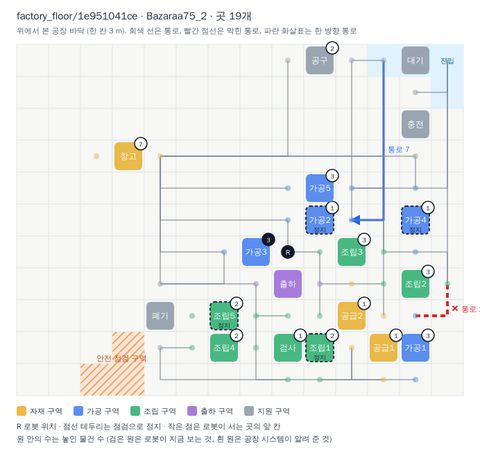 factory_floor/1e951041ce · Bazaraa75_2 · 곳 19개
위에서 본 공장 바닥 (한 칸 3 m). 회색 선은 통로, 빨간 점선은 막힌 통로, 파란 화살표는 한 방향 통로
공구 2
대기
충전
통로 7
창고 7
가공5 3
가공2 1
정지
가공4 1
정지
가공3 3
R
조립3 3
출하
조립2 3
✕ 통로
폐기
조립5 2
정지
공급2 1
안전 점검 구역
조립4 2
검사 1
조립1 2
정지
공급1 1
가공1 3
자재 구역
가공 구역
조립 구역
출하 구역
지원 구역
R 로봇 위치 · 점선 테두리는 점검으로 정지 · 작은 점은 로봇이 서는 곳의 앞 칸
원 안의 수는 놓인 물건 수 (검은 원은 로봇이 지금 보는 것, 흰 원은 공장 시스템이 알려 준 것)